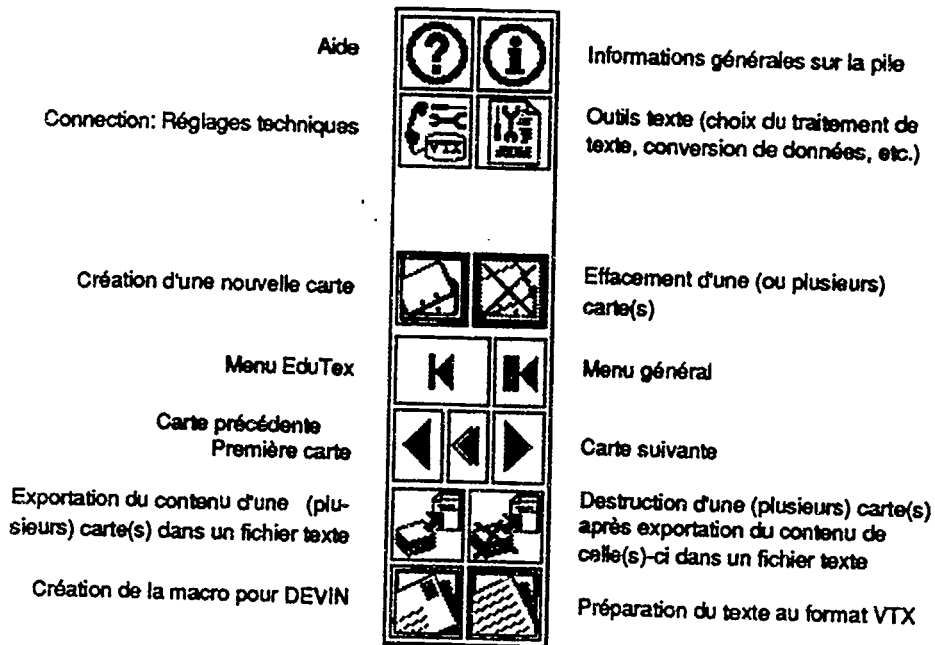 Aide
Informations générales sur la pile
Connection: Réglages techniques
Outils texte (choix du traitement de
texte, conversion de données, etc.)
VTX
Création d'une nouvelle carte
Effacement d'une (ou plusieurs)
carte(s)
Menu EduTex
Menu général
Carte précédente
Première carte
Carte suivante
Exportation du contenu d'une (plu-
sieurs) carte(s) dans un fichier texte
Destruction d'une (plusieurs) carte(s)
après exportation du contenu de
celle(s)-ci dans un fichier texte
Création de la macro pour DEVIN
Préparation du texte au format VTX